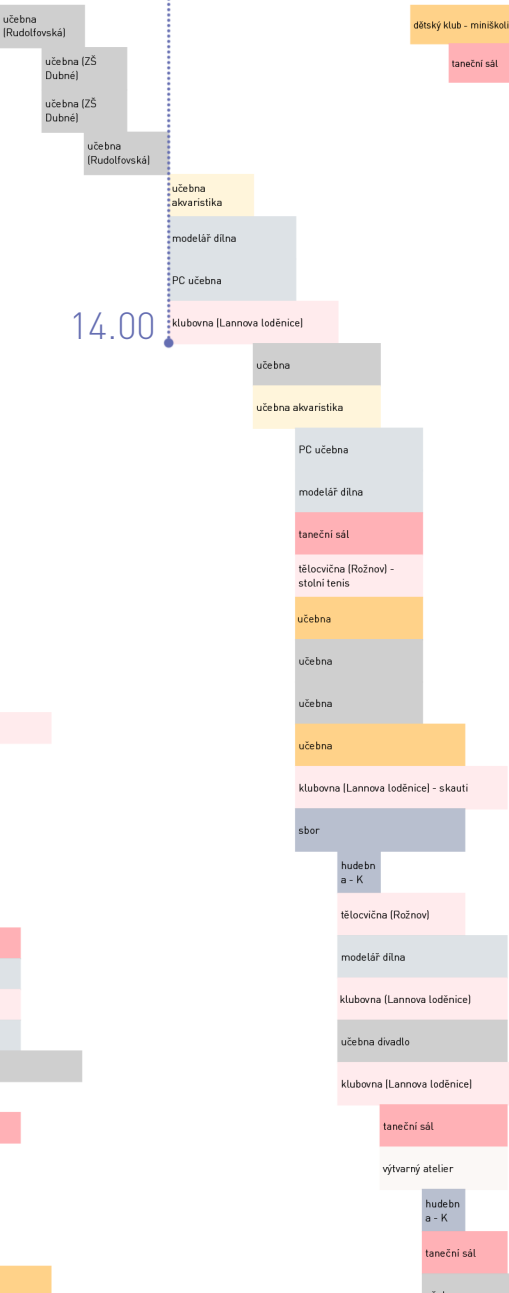 učebna
(Rudolfovská)
dětský klub - miniškoli
taneční sál
učebna (ZŠ
Dubné)
učebna (ZŠ
Dubné)
učebna
(Rudolfovská)
učebna
akvaristika
modelář dílna
PC učebna
14.00
klubovna (Lannova loděnice)
učebna
učebna akvaristika
PC učebna
modelář dílna
taneční sál
tělocvična (Rožnov) -
stolní tenis
učebna
učebna
učebna
učebna
klubovna (Lannova loděnice) - skauti
sbor
hudebn
a - K
tělocvična (Rožnov)
modelář dílna
klubovna (Lannova loděnice)
učebna divadlo
klubovna (Lannova loděnice)
taneční sál
výtvarný atelier
hudebn
a - K
taneční sál